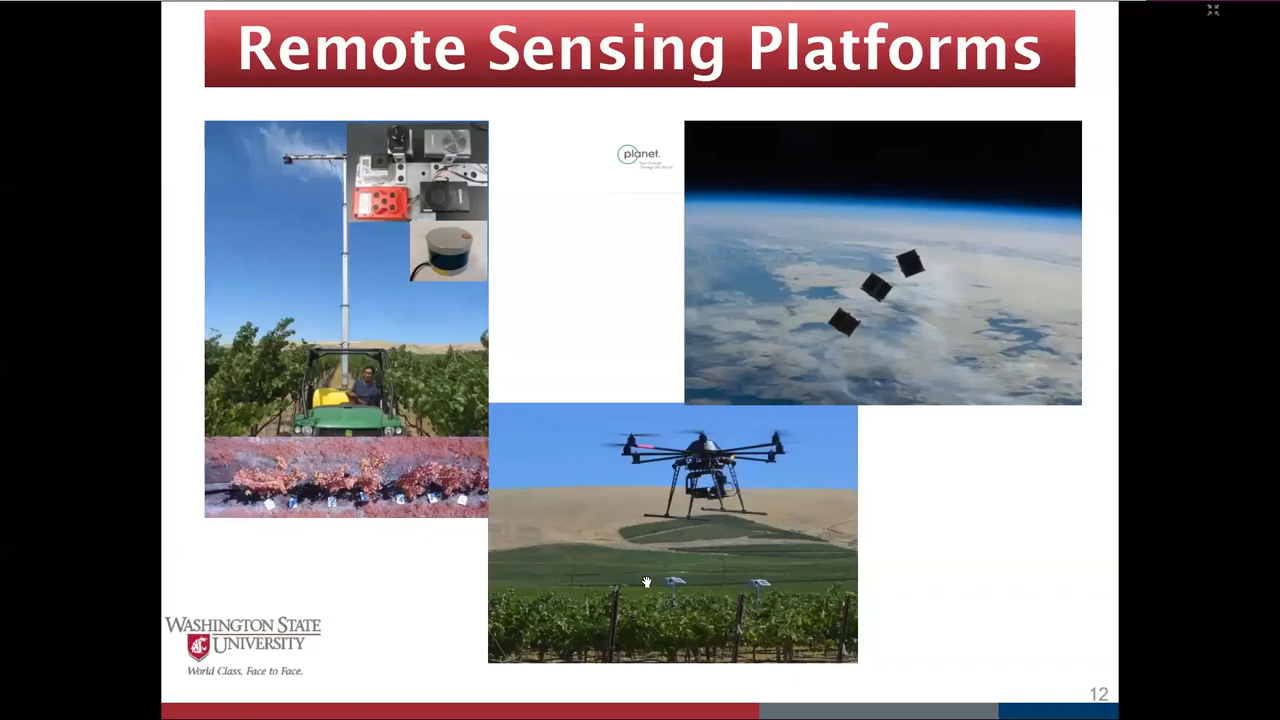 Remote Sensing Platforms
planet.
WASHINGTON STATE
UNIVERSITY
World Class. Face to Face.
12